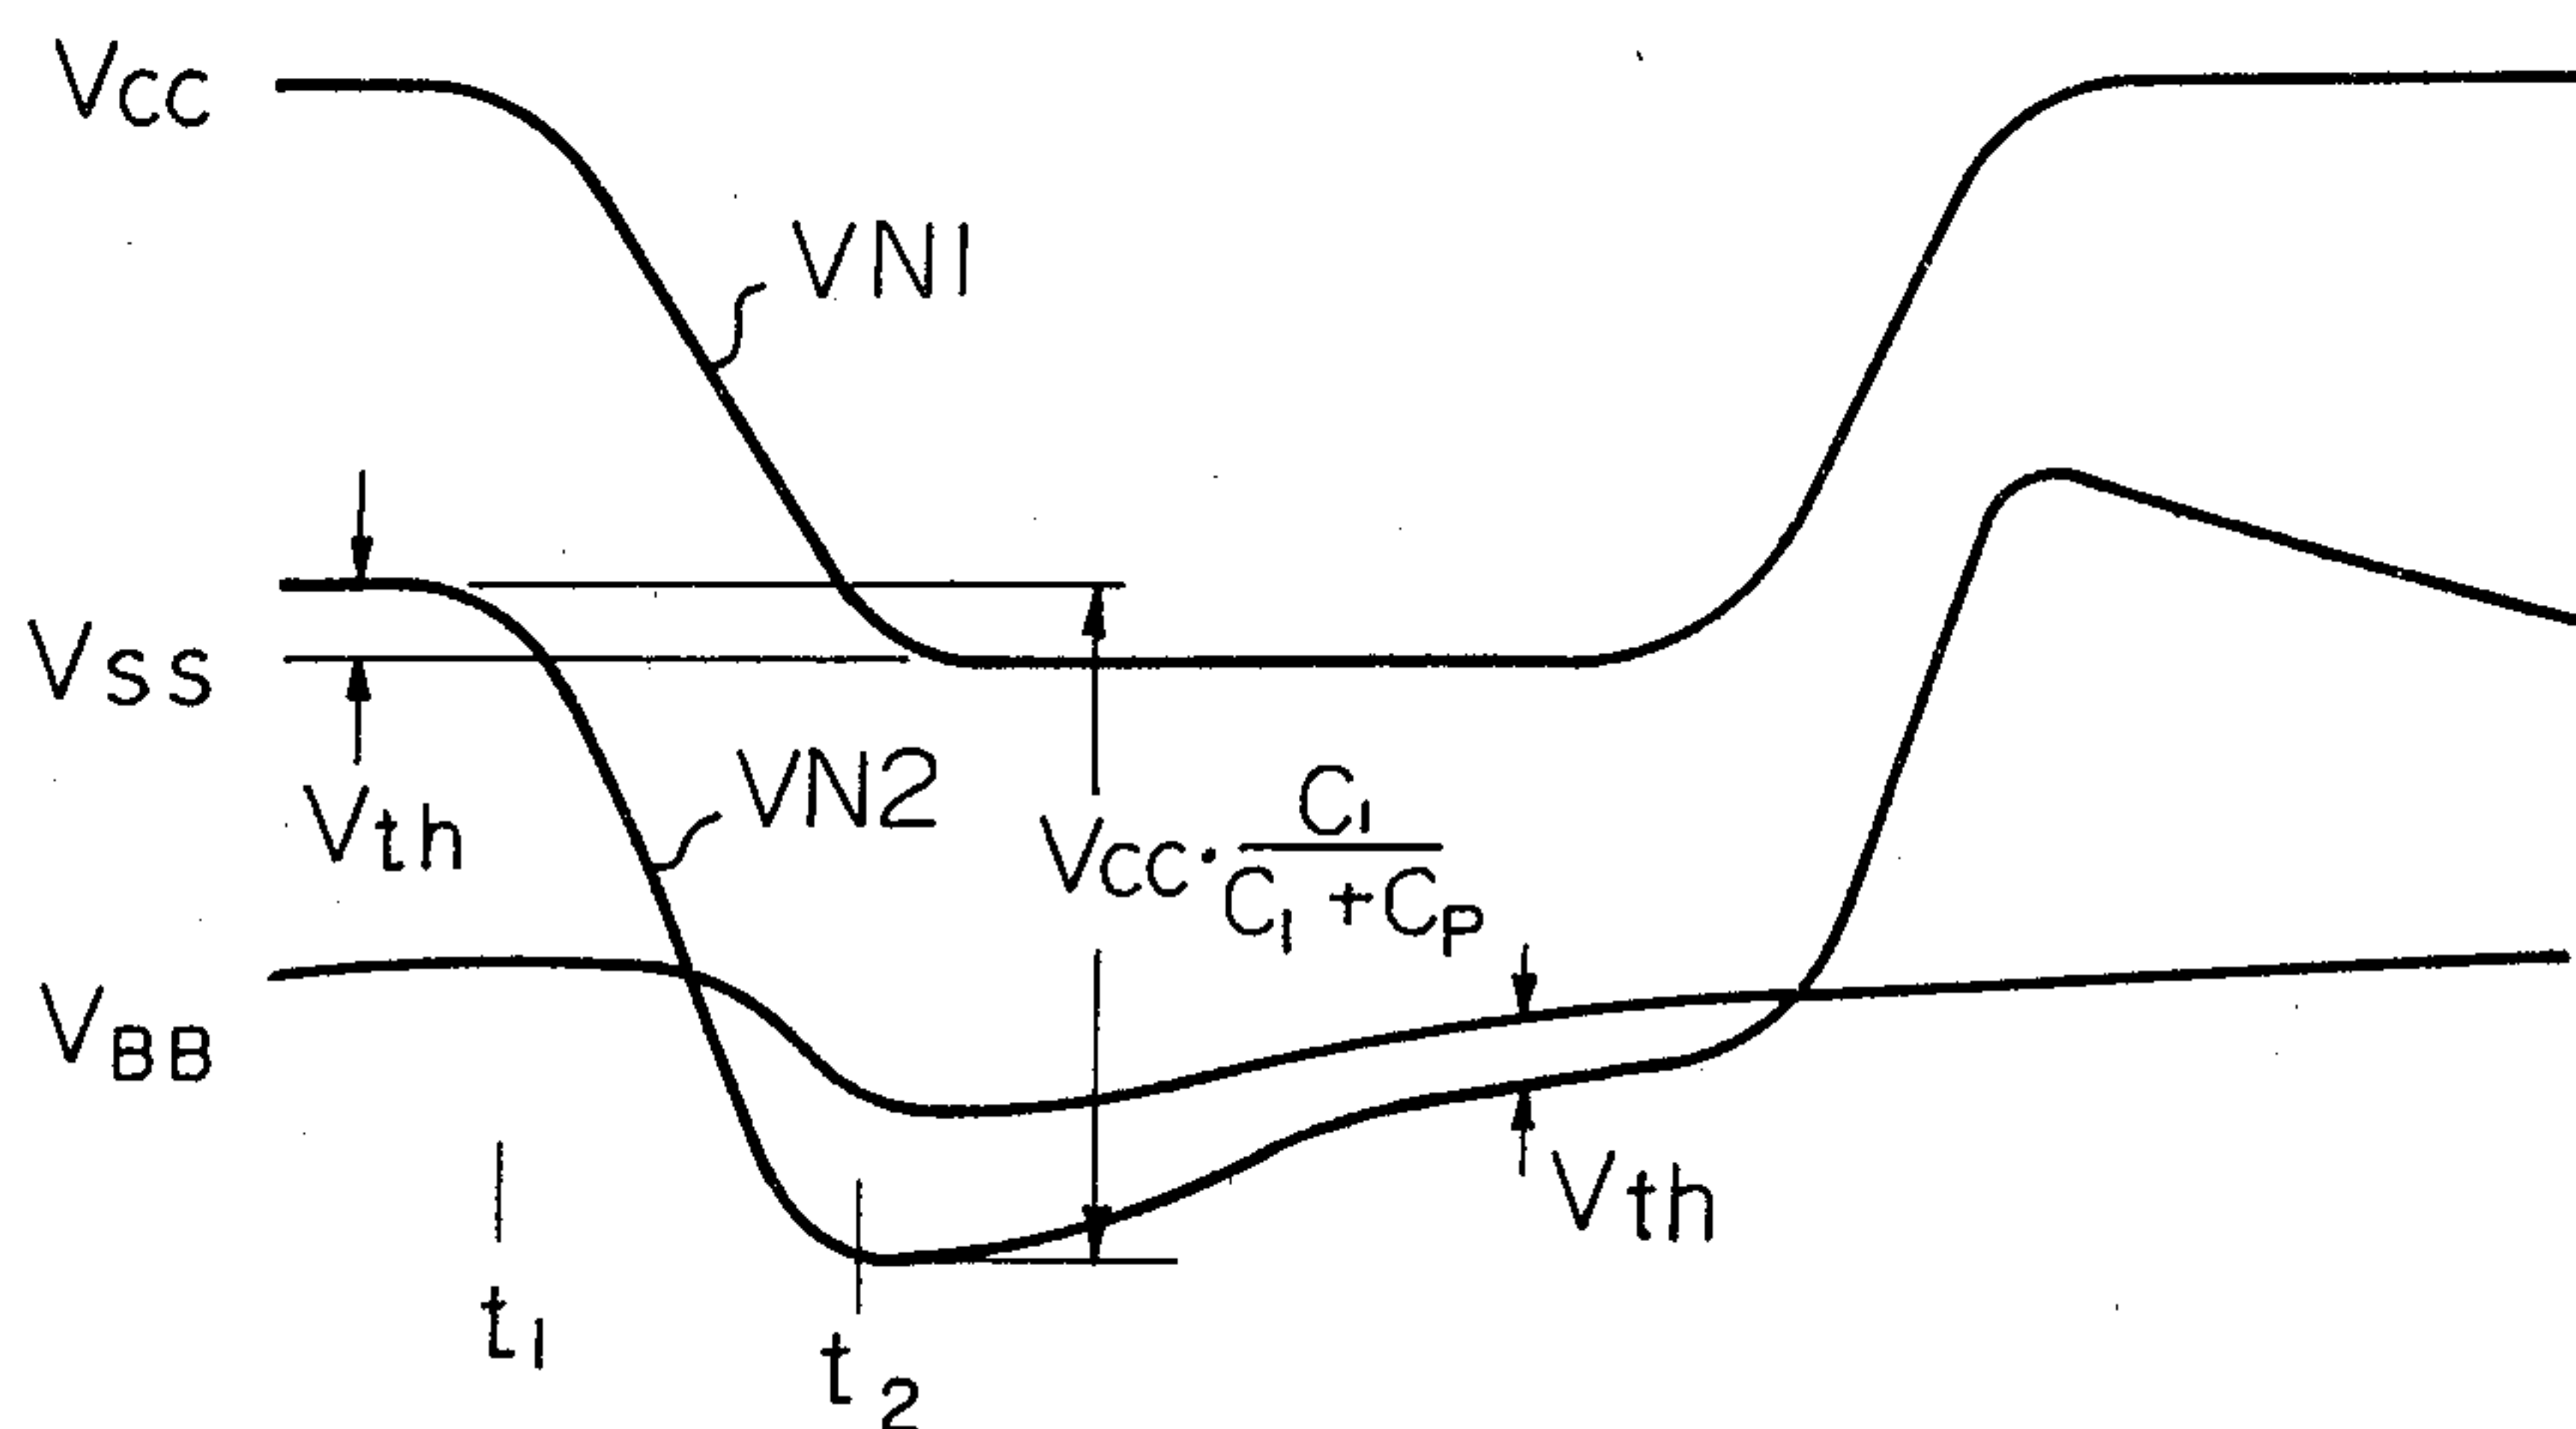 VCC
VN1
VSS
Vth
VN2
VCC · C1 / C1 + CP
VBB
Vth
t1
t2